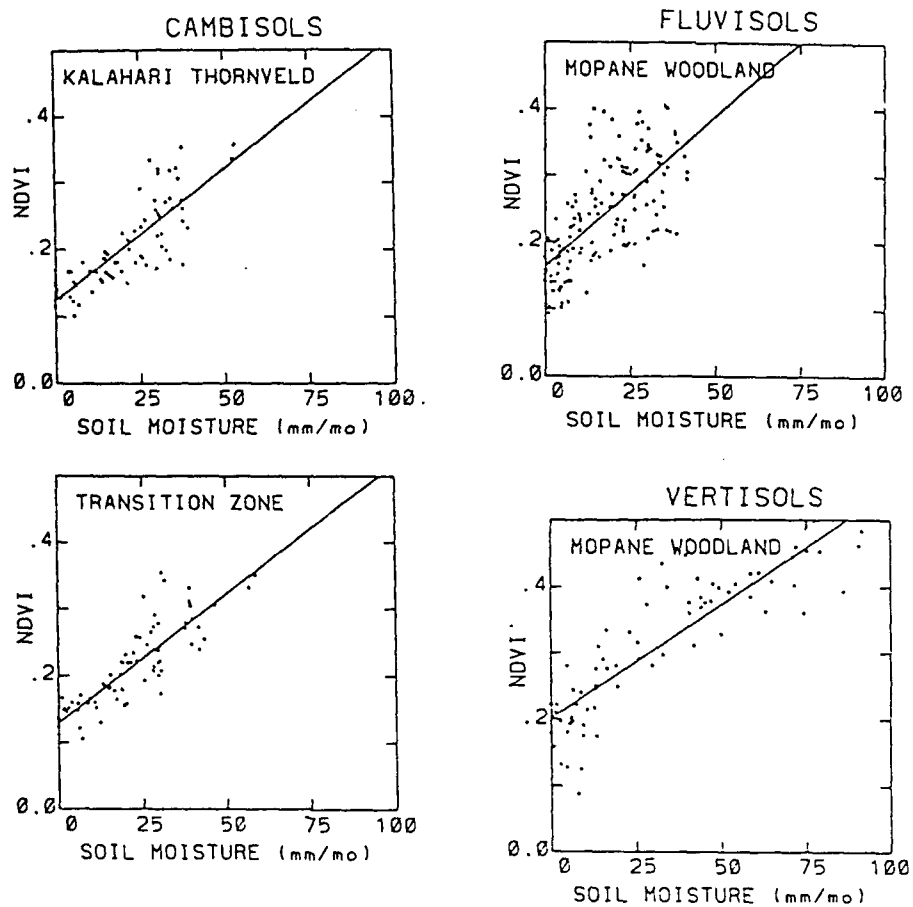 CAMBISOLS
KALAHARI THORNVELD
.4
.2
0.0
NDVI
0 25 50 75 100.
SOIL MOISTURE (mm/mo)
TRANSITION ZONE
.4
.2
0.0
NDVI
0 25 50 75 100
SOIL MOISTURE (mm/mo)
FLUVISOLS
MOPANE WOODLAND
.4
.2
0.0
NDVI
0 25 50 75 100
SOIL MOISTURE (mm/mo)
VERTISOLS
MOPANE WOODLAND
.4
.2
0.0
NDVI
0 25 50 75 100
SOIL MOISTURE (mm/mo)